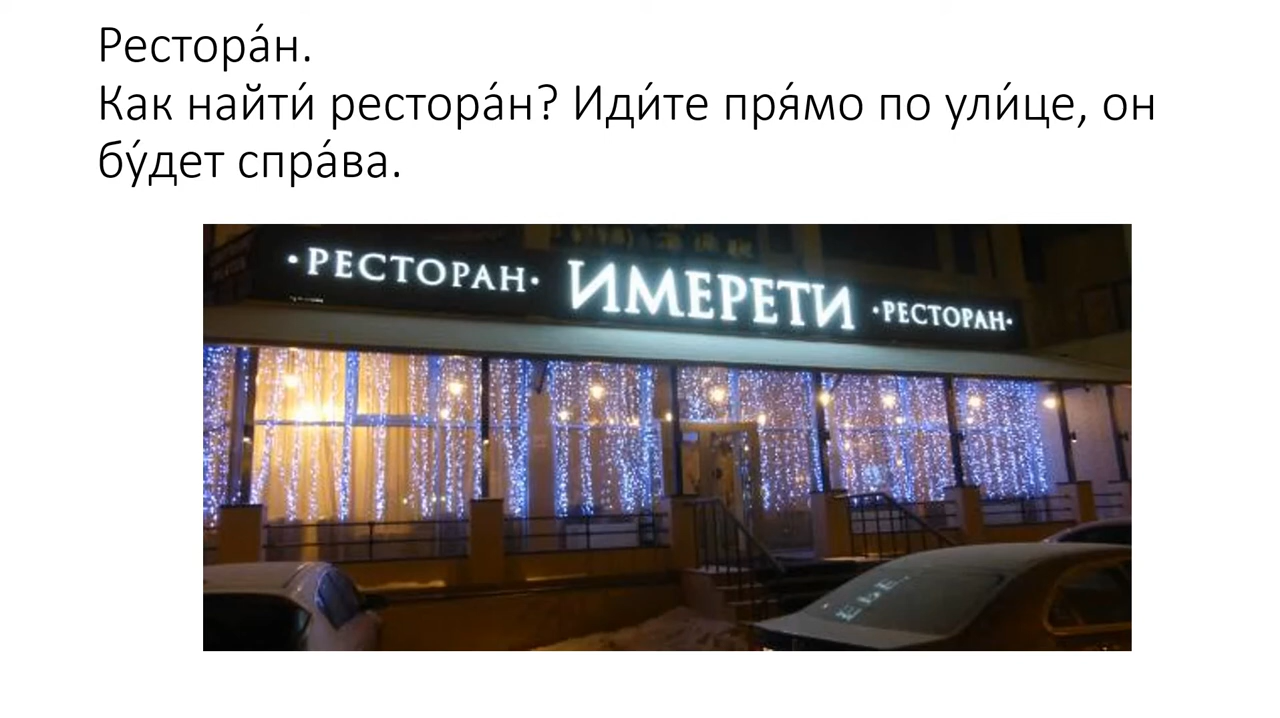 Рестора́н.
Как найти́ рестора́н? Иди́те пря́мо по ули́це, он
бу́дет спра́ва.
·РЕСТОРАН· ИМЕРЕТИ ·РЕСТОРАН·